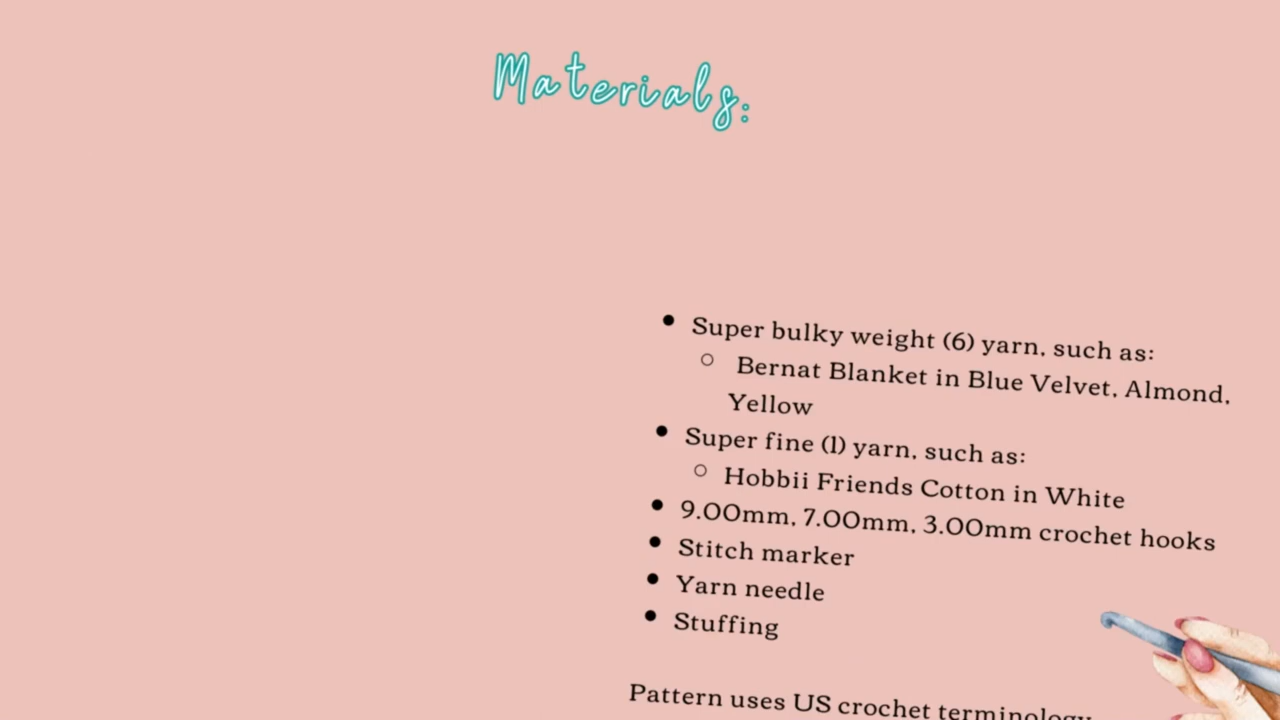 Materials:
Super bulky weight (6) yarn, such as:
Bernat Blanket in Blue Velvet, Almond,
Yellow
Super fine (1) yarn, such as:
Hobbii Friends Cotton in White
9.00mm, 7.00mm, 3.00mm crochet hooks
Stitch marker
Yarn needle
Stuffing
Pattern uses US crochet terminology